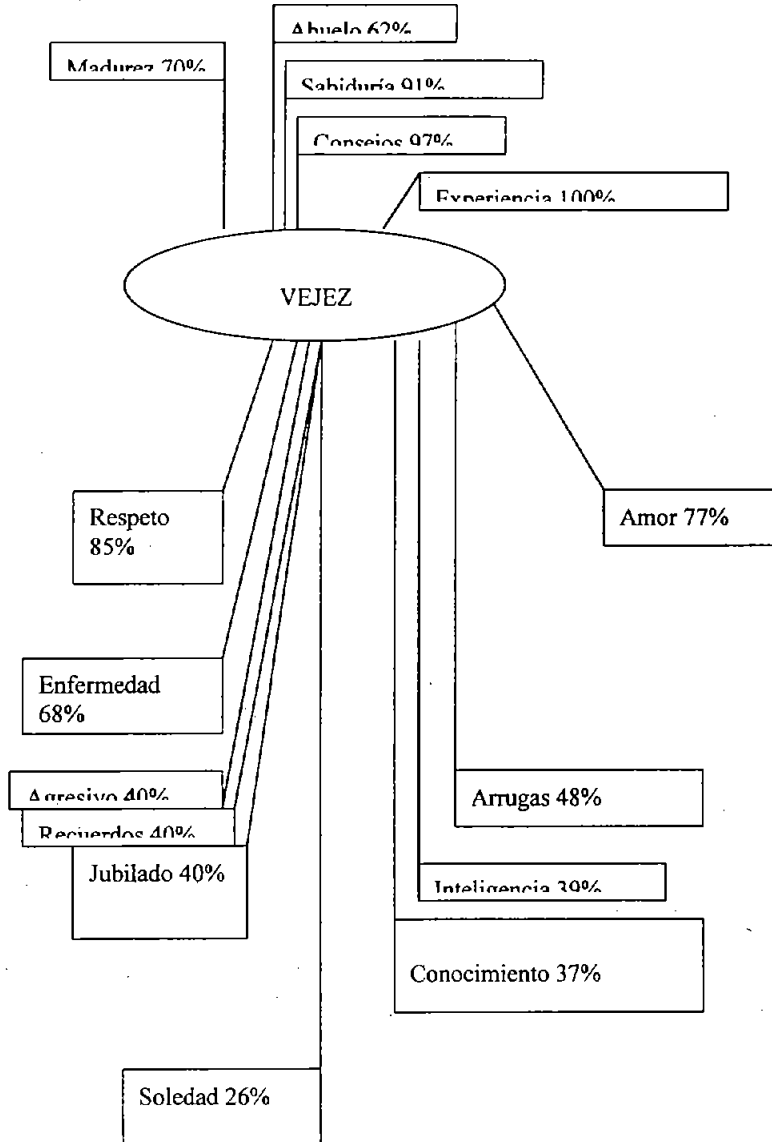 Abuelo 62%
Madurez 70%
Sabiduría 91%
Consejos 97%
Experiencia 100%
VEJEZ
Respeto
85%
Amor 77%
Enfermedad
68%
Agresivo 40%
Arrugas 48%
Recuerdos 40%
Jubilado 40%
Inteligencia 39%
Conocimiento 37%
Soledad 26%